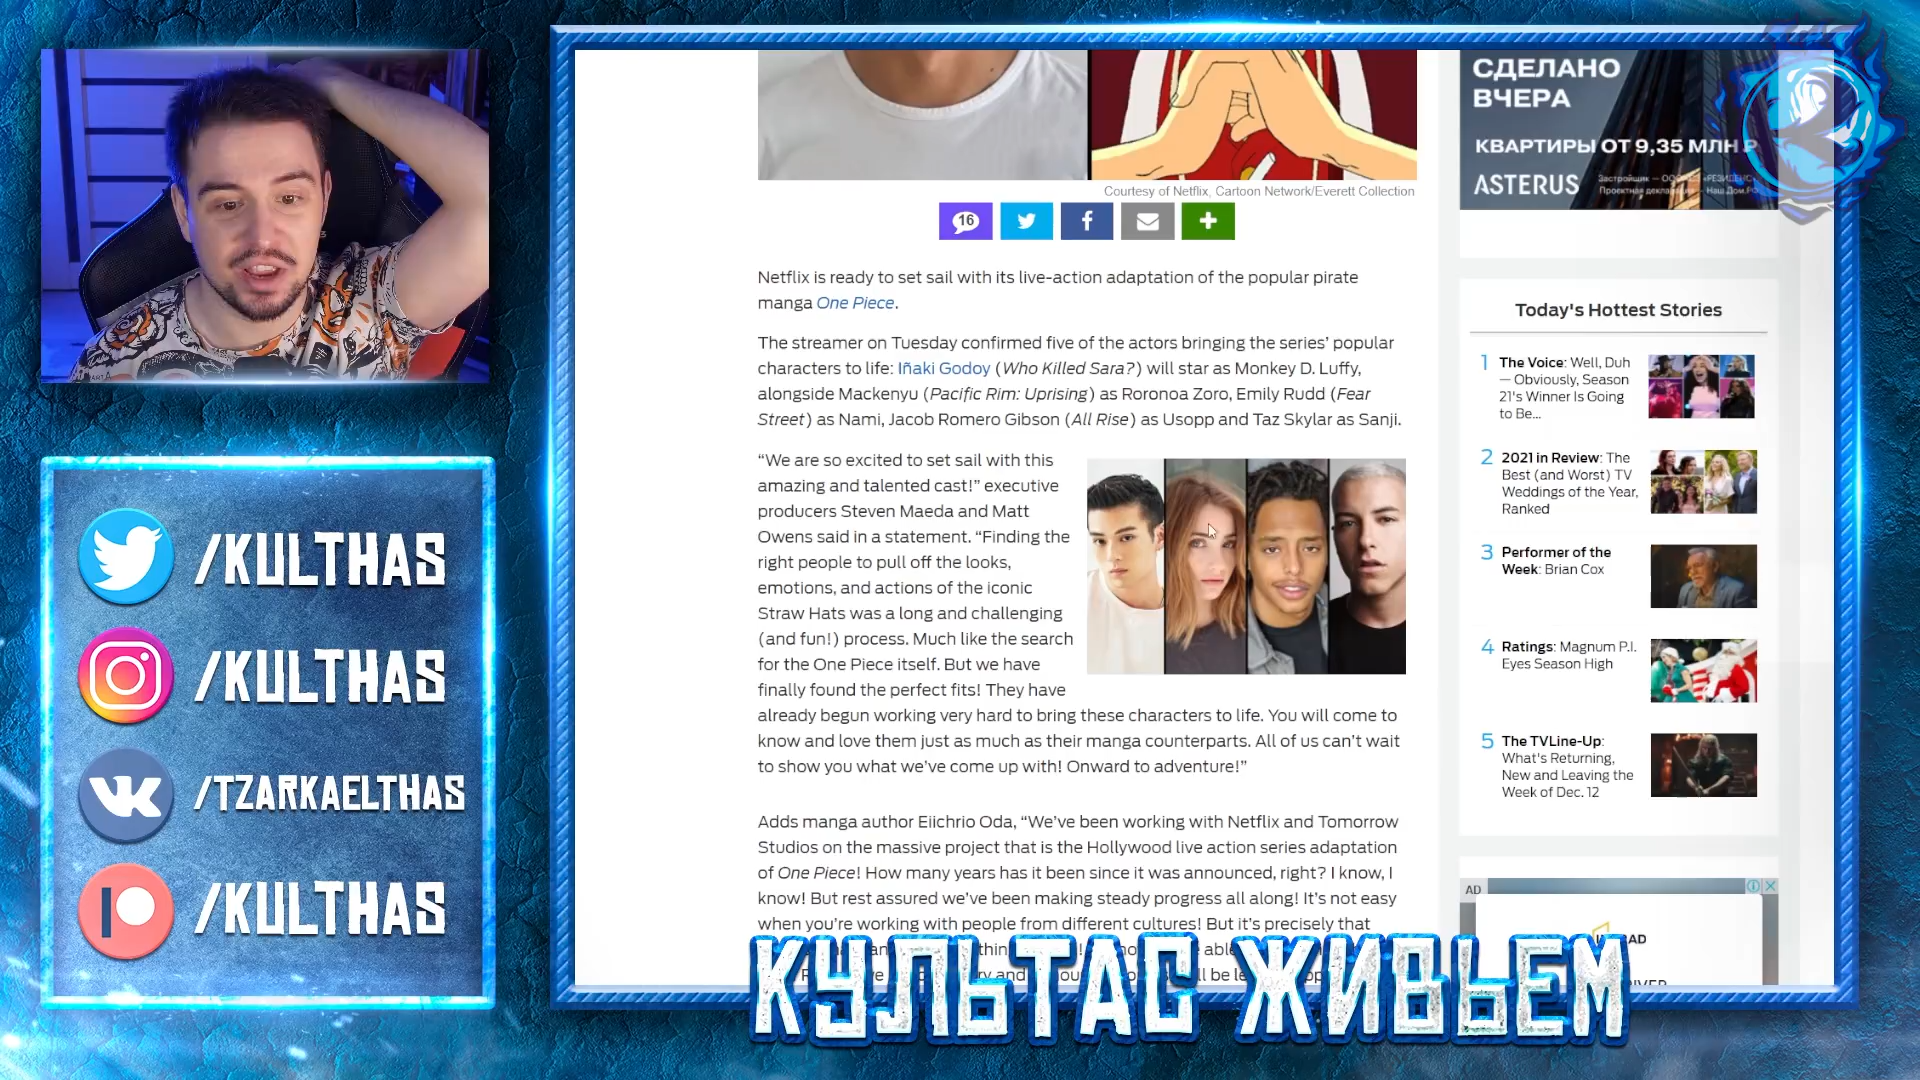 /KULTHAS
/KULTHAS
/TZARKAELTHAS
/KULTHAS
Courtesy of Netflix, Cartoon Network/Everett Collection
16
Netflix is ready to set sail with its live-action adaptation of the popular pirate
manga One Piece.
The streamer on Tuesday confirmed five of the actors bringing the series’ popular
characters to life: Iñaki Godoy (Who Killed Sara?) will star as Monkey D. Luffy,
alongside Mackenyu (Pacific Rim: Uprising) as Roronoa Zoro, Emily Rudd (Fear
Street) as Nami, Jacob Romero Gibson (All Rise) as Usopp and Taz Skylar as Sanji.
“We are so excited to set sail with this
amazing and talented cast!” executive
producers Steven Maeda and Matt
Owens said in a statement. “Finding the
right people to pull off the looks,
emotions, and actions of the iconic
Straw Hats was a long and challenging
(and fun!) process. Much like the search
for the One Piece itself. But we have
finally found the perfect fits! They have
already begun working very hard to bring these characters to life. You will come to
know and love them just as much as their manga counterparts. All of us can’t wait
to show you what we’ve come up with! Onward to adventure!”
Adds manga author Eiichrio Oda, “We’ve been working with Netflix and Tomorrow
Studios on the massive project that is the Hollywood live action series adaptation
of One Piece! How many years has it been since it was announced, right? I know, I
know! But rest assured we’ve been making steady progress all along! It’s not easy
when you’re working with people from different cultures! But it’s precisely that
СДЕЛАНО
ВЧЕРА
КВАРТИРЫ ОТ 9,35 МЛН ₽
ASTERUS
Застройщик — ООО
Проектная Наш.Дом.РФ
Today's Hottest Stories
1 The Voice: Well, Duh
— Obviously, Season
21's Winner Is Going
to Be...
2 2021 in Review: The
Best (and Worst) TV
Weddings of the Year,
Ranked
3 Performer of the
Week: Brian Cox
4 Ratings: Magnum P.I.
Eyes Season High
5 The TVLine-Up:
What's Returning,
New and Leaving the
Week of Dec. 12
AD
КУЛЬТАС ЖИВЬЕМ